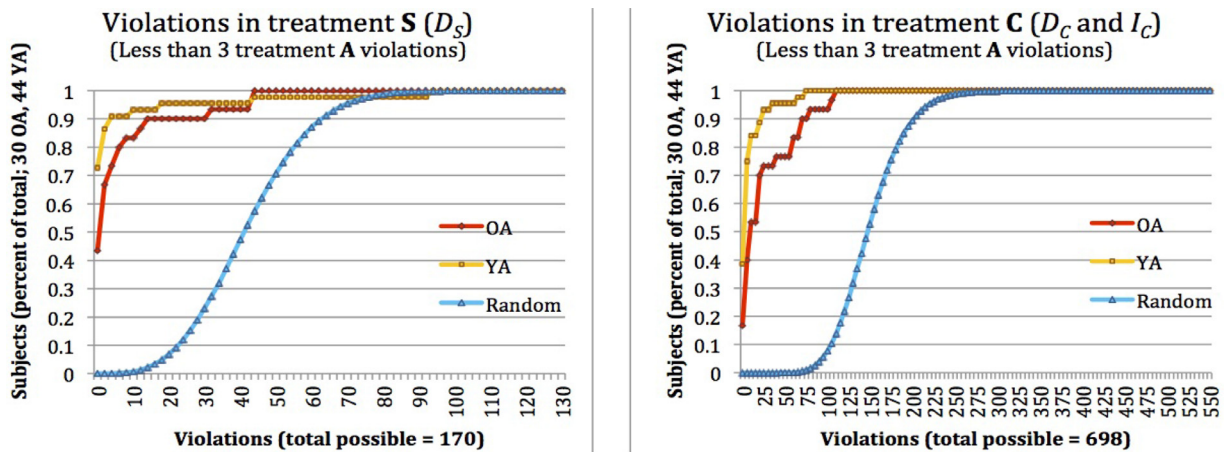 Violations in treatment S (D_S)
(Less than 3 treatment A violations)
Subjects (percent of total; 30 OA, 44 YA)
1
0.9
0.8
0.7
0.6
0.5
0.4
0.3
0.2
0.1
0
OA
YA
Random
0 10 20 30 40 50 60 70 80 90 100 110 120 130
Violations (total possible = 170)
Violations in treatment C (D_C and I_C)
(Less than 3 treatment A violations)
Subjects (percent of total; 30 OA, 44 YA)
1
0.9
0.8
0.7
0.6
0.5
0.4
0.3
0.2
0.1
0
OA
YA
Random
0 25 50 75 100 125 150 175 200 225 250 275 300 325 350 375 400 425 450 475 500 525 550
Violations (total possible = 698)